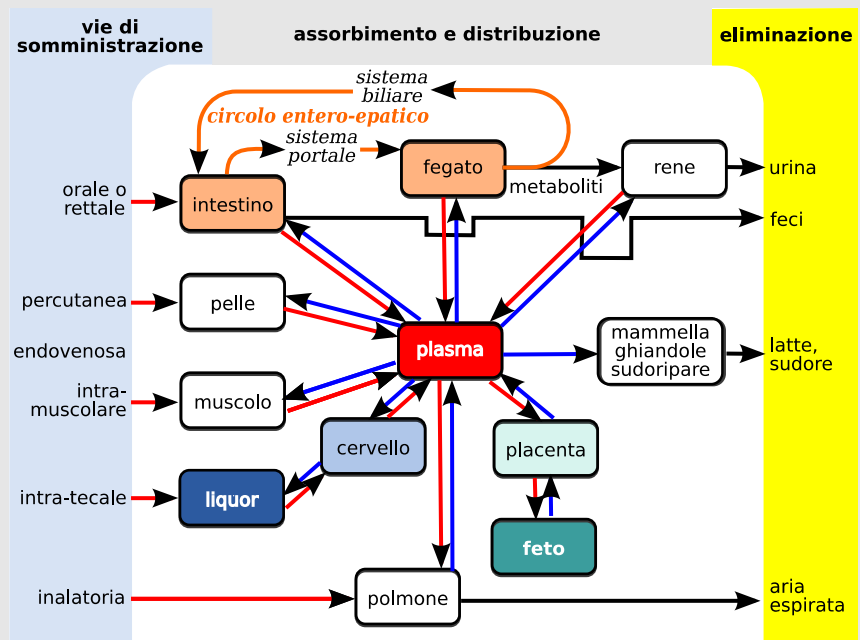 vie di
somministrazione
assorbimento e distribuzione
eliminazione
sistema
biliare
circolo entero-epatico
sistema
portale
fegato
metaboliti
rene
urina
orale o
rettale
intestino
feci
percutanea
pelle
endovenosa
plasma
mammella
ghiandole
sudoripare
latte,
sudore
intra-
muscolare
muscolo
cervello
placenta
intra-tecale
liquor
feto
inalatoria
polmone
aria
espirata